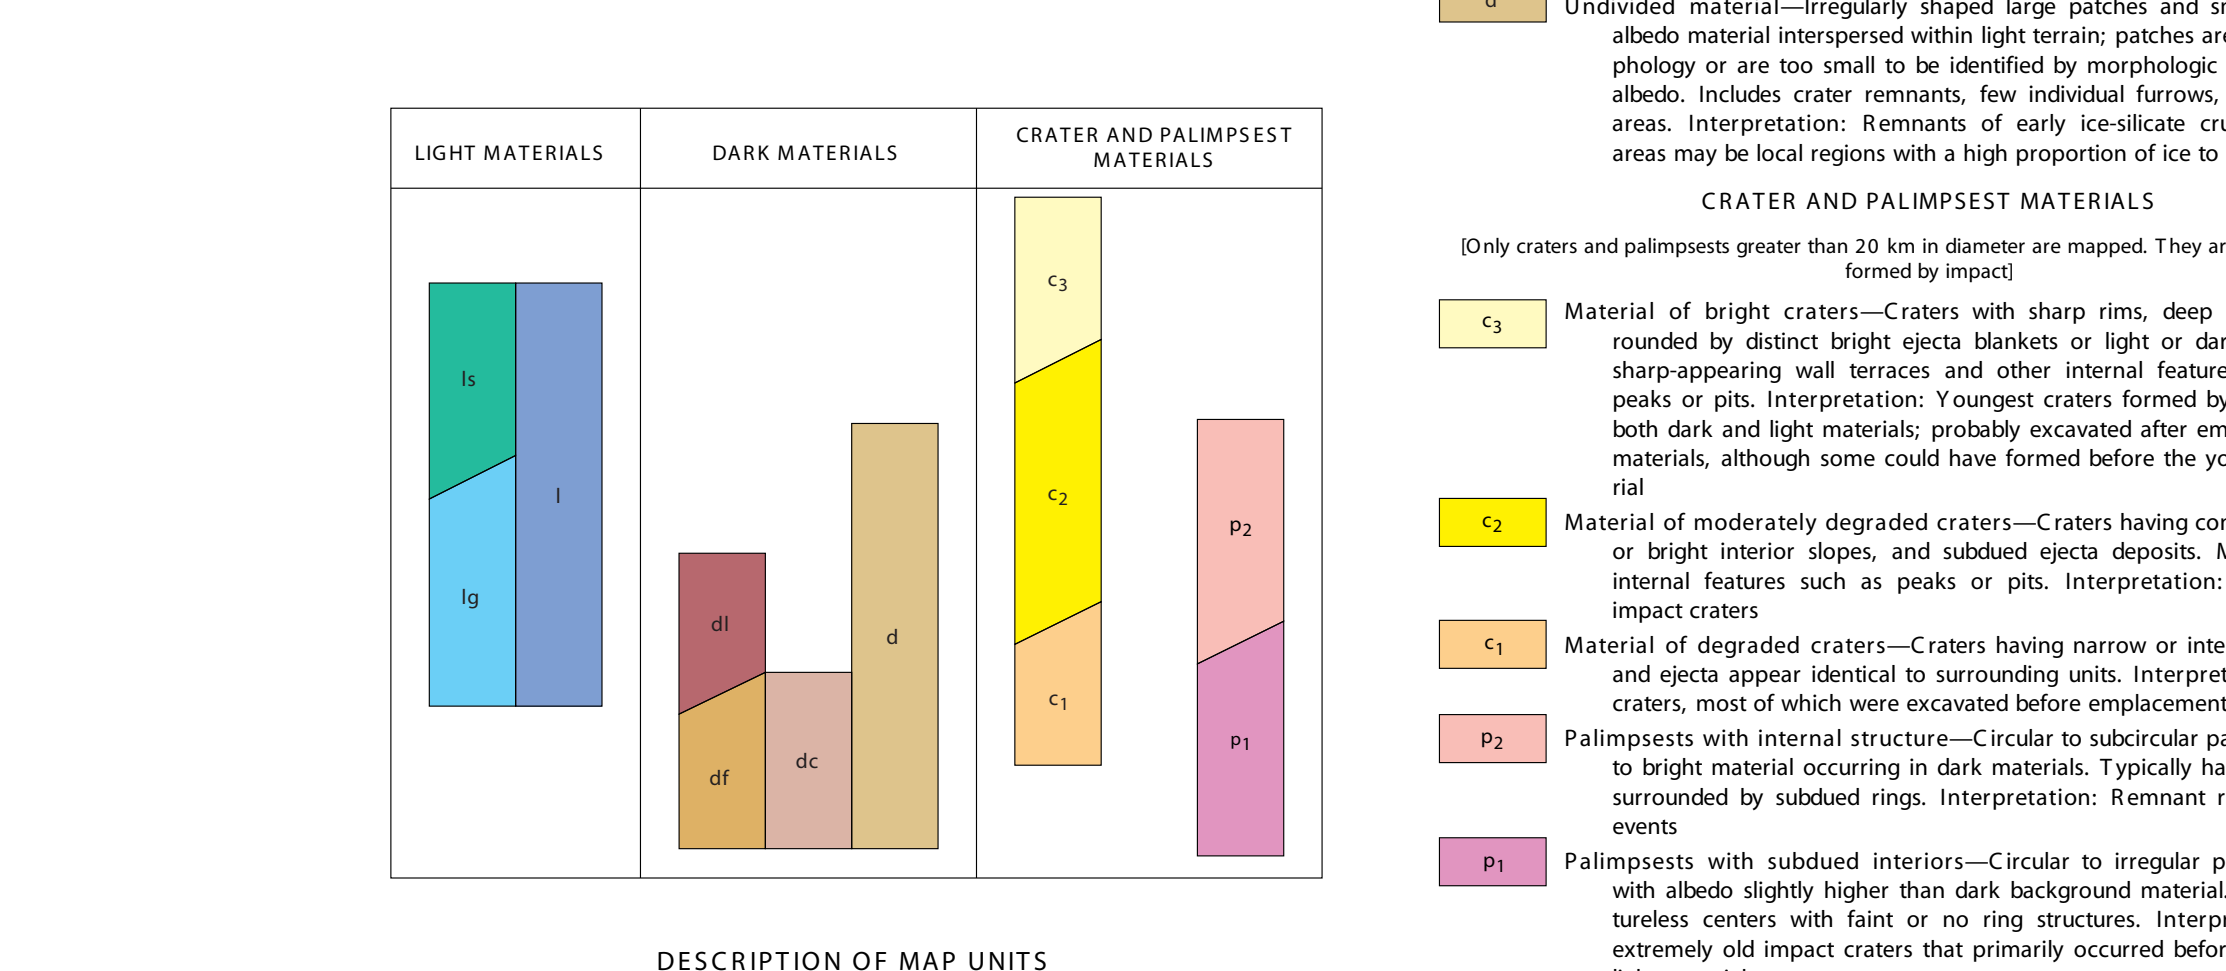 LIGHT MATERIALS
DARK MATERIALS
CRATER AND PALIMPSEST
MATERIALS
ls
l
lg
dl
df
dc
d
c3
c2
c1
p2
p1
DESCRIPTION OF MAP UNITS
d
Undivided material—Irregularly shaped large patches and
albedo material interspersed within light terrain; patches
phology or are too small to be identified by morphologic
albedo. Includes crater remnants, few individual furrows,
areas. Interpretation: Remnants of early ice-silicate
areas may be local regions with a high proportion of ice to
CRATER AND PALIMPSEST MATERIALS
[Only craters and palimpsests greater than 20 km in diameter are mapped. They
formed by impact]
c3
Material of bright craters—Craters with sharp rims, deep
rounded by distinct bright ejecta blankets or light or
sharp-appearing wall terraces and other internal
peaks or pits. Interpretation: Youngest craters formed by
both dark and light materials; probably excavated after
materials, although some could have formed before the
rial
c2
Material of moderately degraded craters—Craters having
or bright interior slopes, and subdued ejecta deposits.
internal features such as peaks or pits. Interpretation:
impact craters
c1
Material of degraded craters—Craters having narrow or
and ejecta appear identical to surrounding units.
craters, most of which were excavated before emplacement
p2
Palimpsests with internal structure—Circular to subcircular
to bright material occurring in dark materials. Typically
surrounded by subdued rings. Interpretation: Remnant
events
p1
Palimpsests with subdued interiors—Circular to irregular
with albedo slightly higher than dark background material.
tureless centers with faint or no ring structures.
extremely old impact craters that primarily occurred